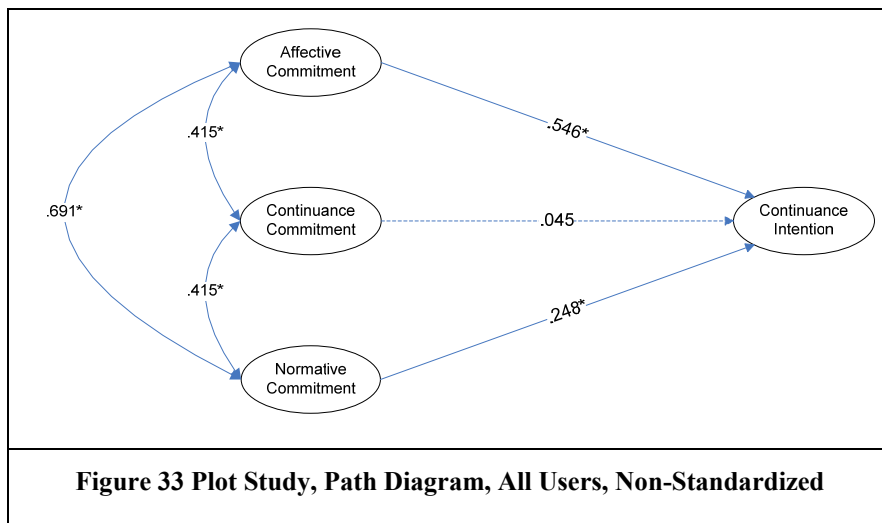 Affective
Commitment
.546*
.415*
.691*
Continuance
Commitment
.045
Continuance
Intention
.415*
.248*
Normative
Commitment
Figure 33 Plot Study, Path Diagram, All Users, Non-Standardized